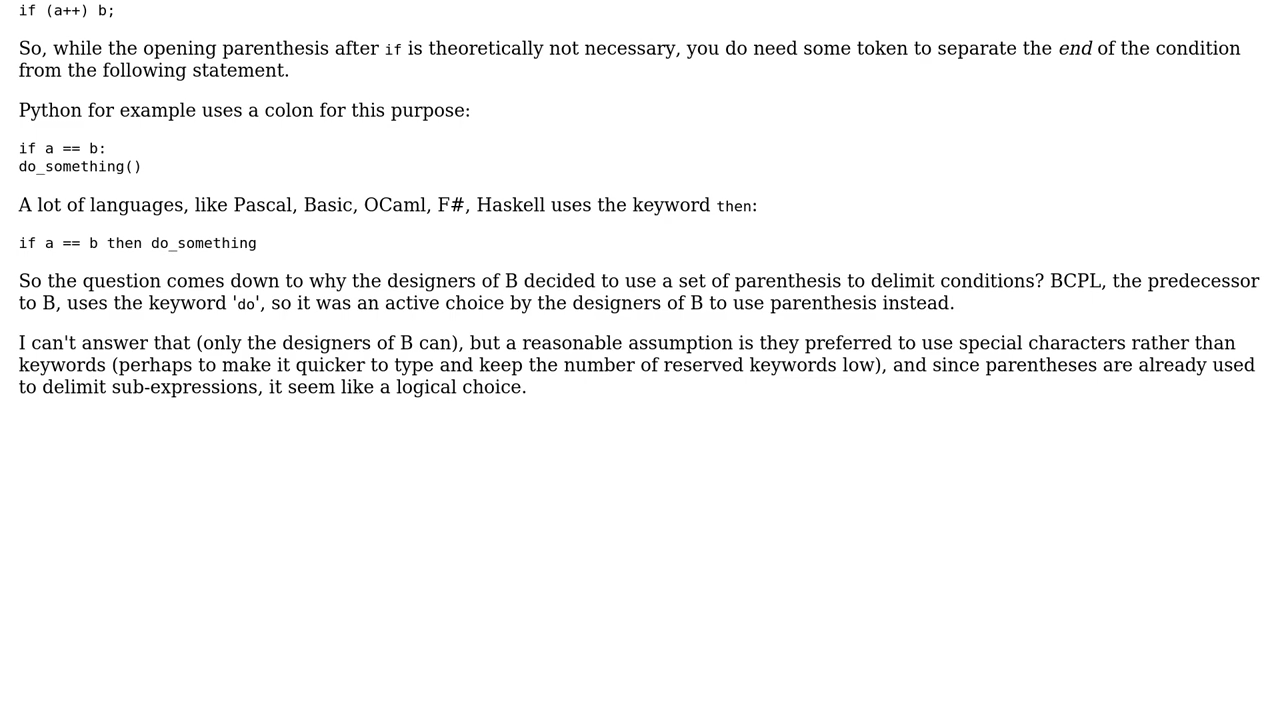 if (a++) b;
So, while the opening parenthesis after if is theoretically not necessary, you do need some token to separate the end of the condition
from the following statement.
Python for example uses a colon for this purpose:
if a == b:
do_something()
A lot of languages, like Pascal, Basic, OCaml, F#, Haskell uses the keyword then:
if a == b then do_something
So the question comes down to why the designers of B decided to use a set of parenthesis to delimit conditions? BCPL, the predecessor
to B, uses the keyword 'do', so it was an active choice by the designers of B to use parenthesis instead.
I can't answer that (only the designers of B can), but a reasonable assumption is they preferred to use special characters rather than
keywords (perhaps to make it quicker to type and keep the number of reserved keywords low), and since parentheses are already used
to delimit sub-expressions, it seem like a logical choice.